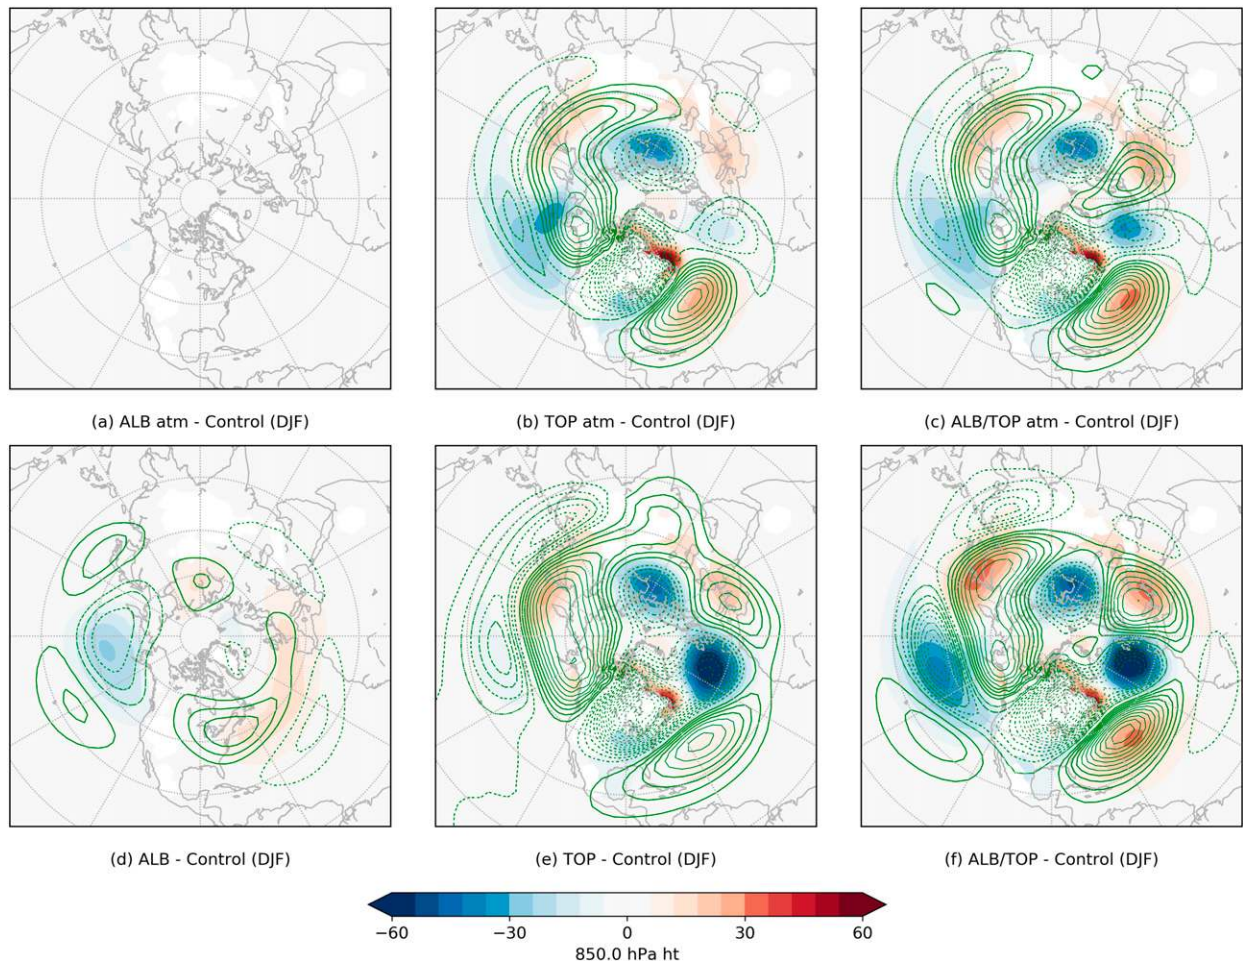 (a) ALB atm - Control (DJF)
(b) TOP atm - Control (DJF)
(c) ALB/TOP atm - Control (DJF)
(d) ALB - Control (DJF)
(e) TOP - Control (DJF)
(f) ALB/TOP - Control (DJF)
−60 −30 0 30 60
850.0 hPa ht